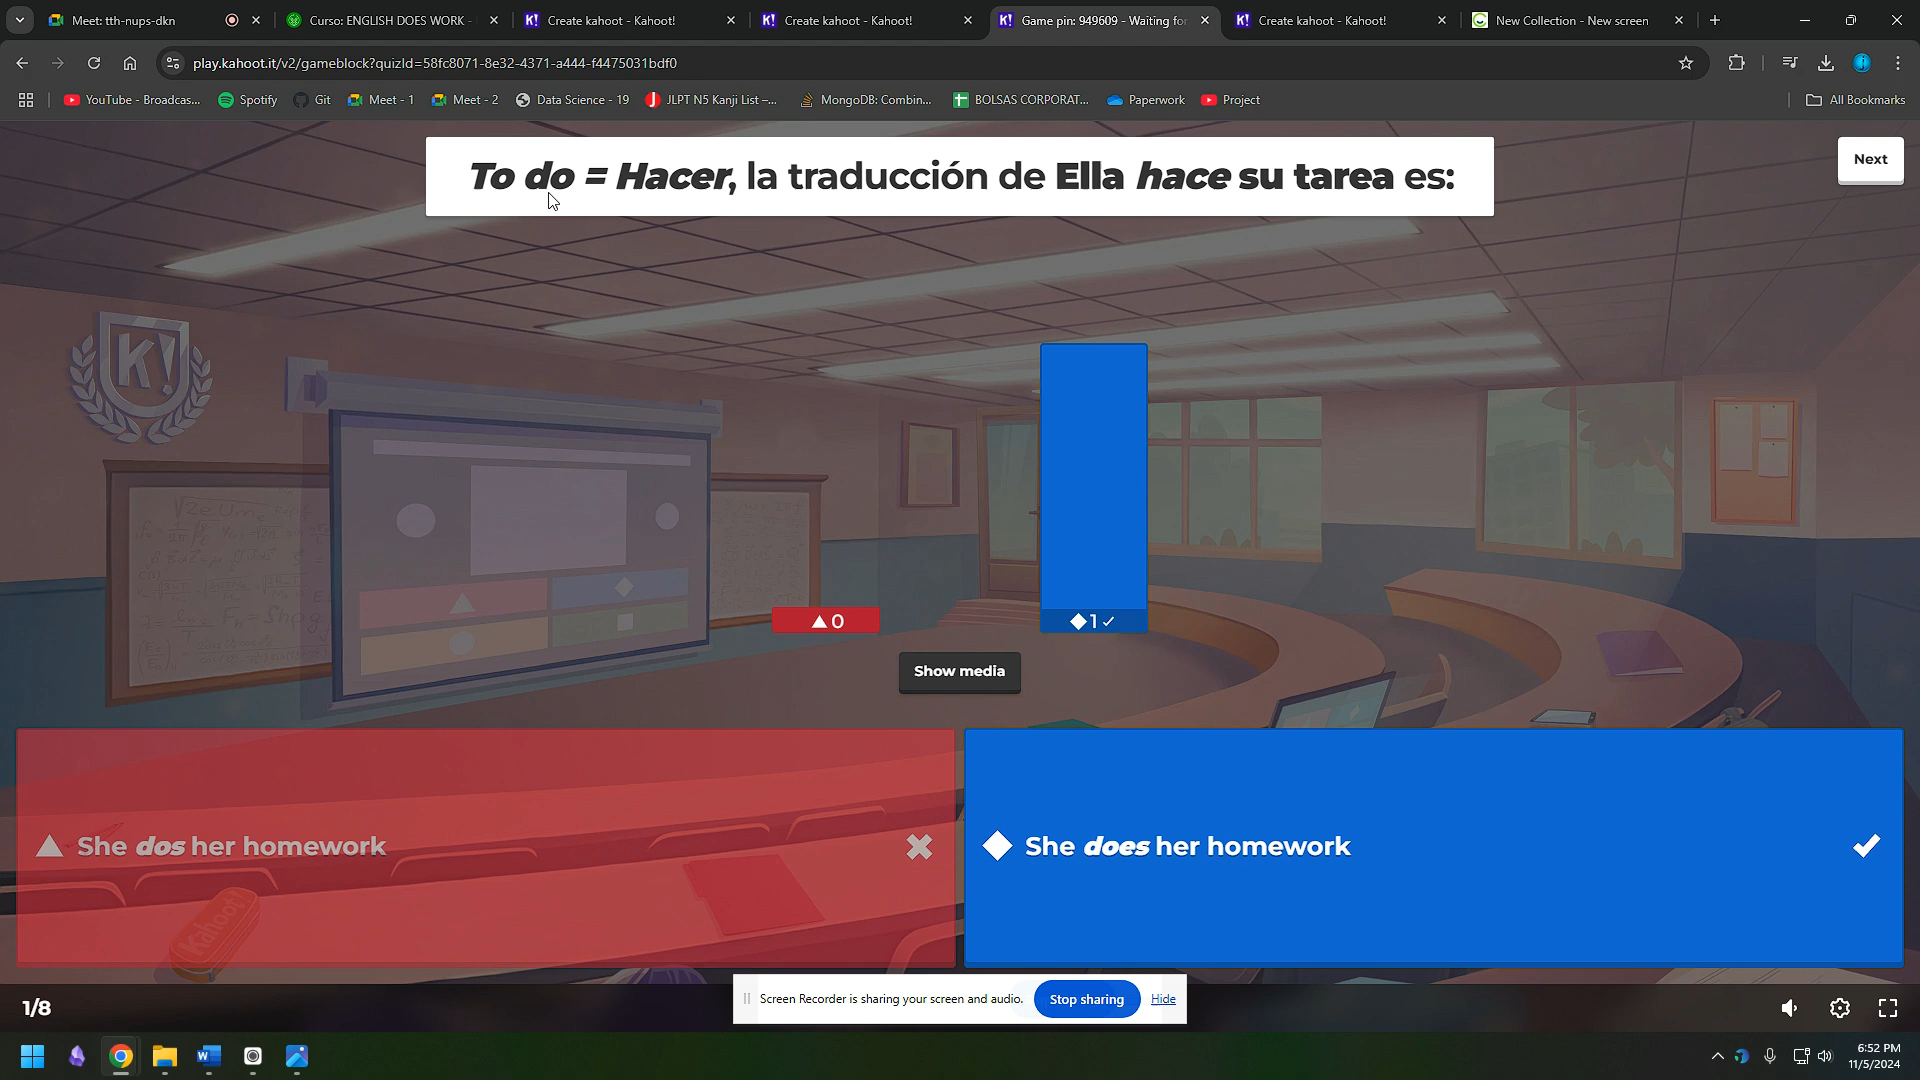 Meet: tth-nups-dkn
Curso: ENGLISH DOES WORK -
Create kahoot - Kahoot!
Create kahoot - Kahoot!
Game pin: 949609 - Waiting for
Create kahoot - Kahoot!
New Collection - New screen
play.kahoot.it/v2/gameblock?quizId=58fc8071-8e32-4371-a444-f4475031bdf0
YouTube - Broadcas...
Spotify
Git
Meet - 1
Meet - 2
Data Science - 19
JLPT N5 Kanji List –...
MongoDB: Combin...
BOLSAS CORPORAT...
Paperwork
Project
All Bookmarks
To do = Hacer, la traducción de Ella hace su tarea es:
Next
K!
0
1
Show media
She dos her homework
She does her homework
Kahoot!
1/8
Screen Recorder is sharing your screen and audio.
Stop sharing
Hide
6:52 PM
11/5/2024